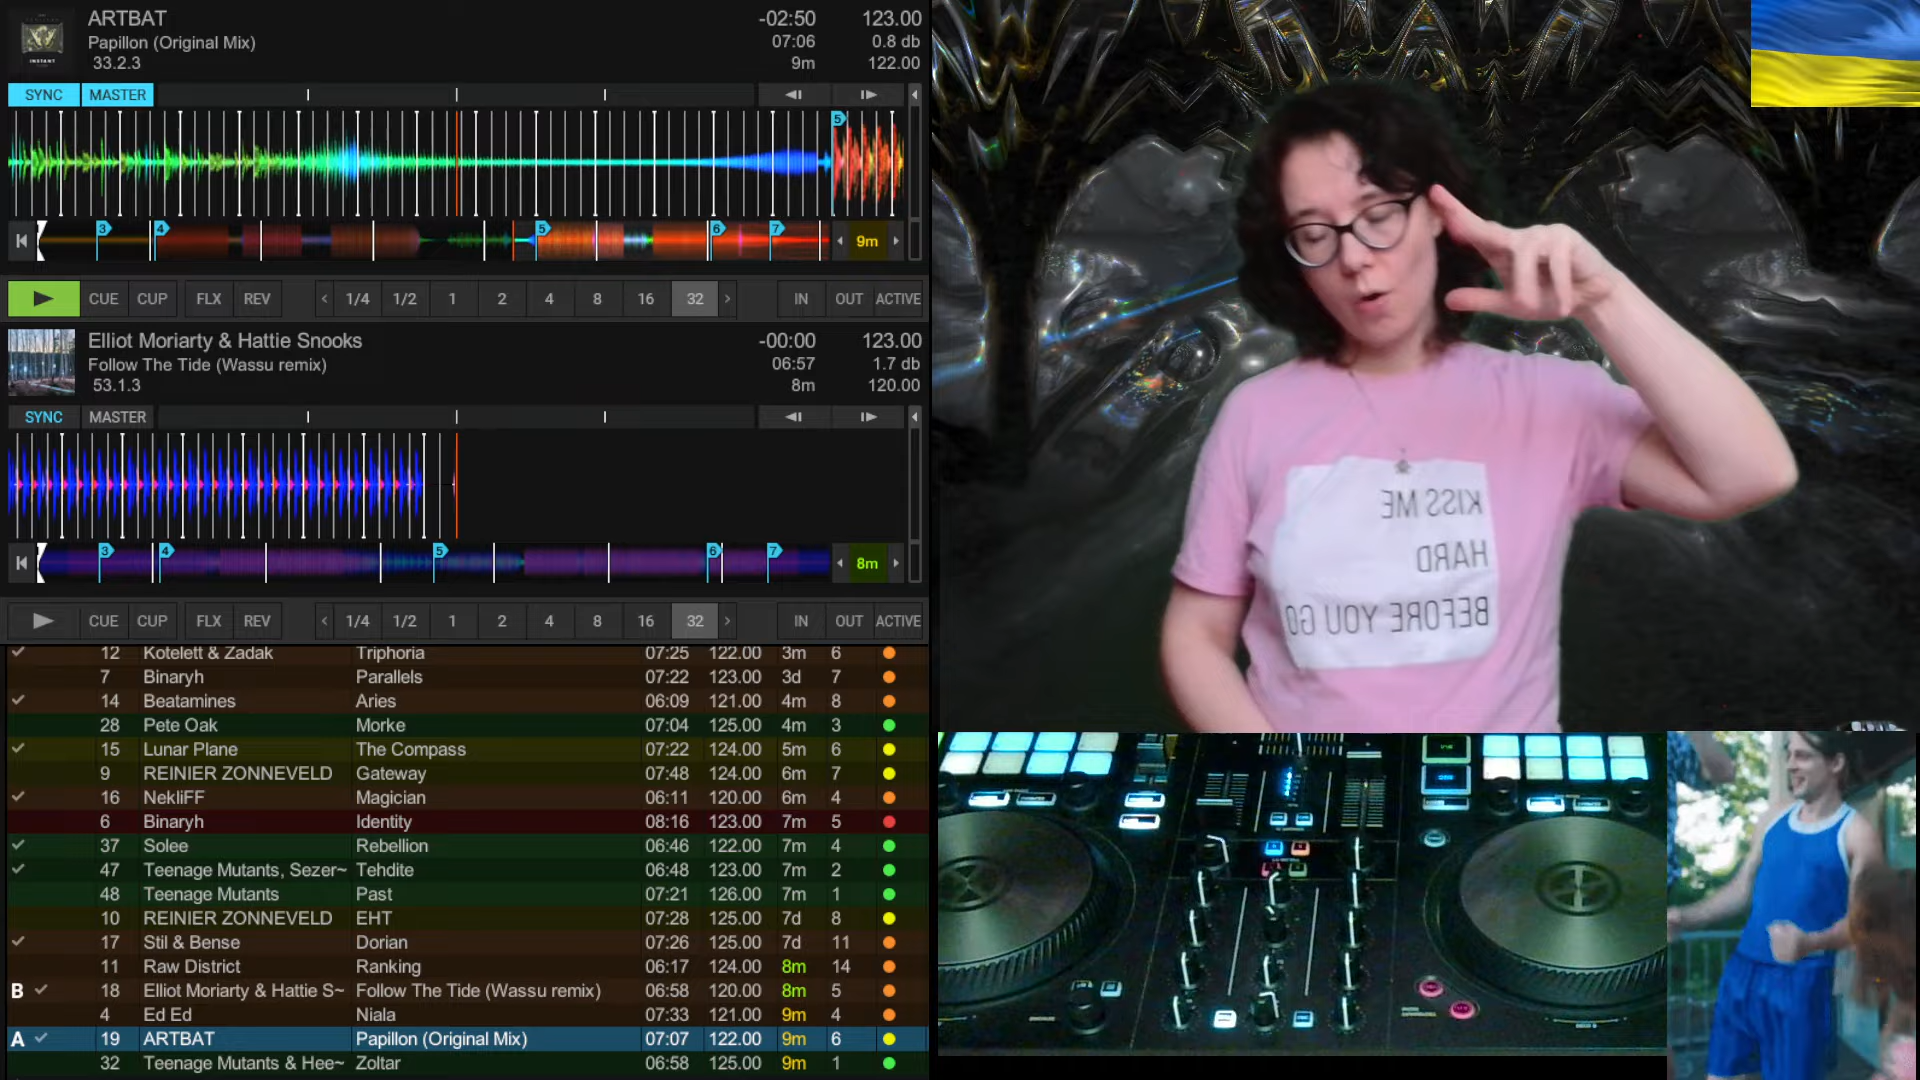 ARTBAT -02:50 123.00
Papillon (Original Mix) 07:06 0.8 db
33.2.3 9m 122.00
INSTANT
SYNC MASTER
5
3 4 5 6 7 9m
CUE CUP FLX REV 1/4 1/2 1 2 4 8 16 32 IN OUT ACTIVE
Elliot Moriarty & Hattie Snooks -00:00 123.00
Follow The Tide (Wassu remix) 06:57 1.7 db
53.1.3 8m 120.00
SYNC MASTER
3 4 5 6 7 8m
CUE CUP FLX REV 1/4 1/2 1 2 4 8 16 32 IN OUT ACTIVE
12 Kotelett & Zadak Triphoria 07:25 122.00 3m 6
7 Binaryh Parallels 07:22 123.00 3d 7
14 Beatamines Aries 06:09 121.00 4m 8
28 Pete Oak Morke 07:04 125.00 4m 3
15 Lunar Plane The Compass 07:22 124.00 5m 6
9 REINIER ZONNEVELD Gateway 07:48 124.00 6m 7
16 NekliFF Magician 06:11 120.00 6m 4
6 Binaryh Identity 08:16 123.00 7m 5
37 Solee Rebellion 06:46 122.00 7m 4
47 Teenage Mutants, Sezer~ Tehdite 06:48 123.00 7m 2
48 Teenage Mutants Past 07:21 126.00 7m 1
10 REINIER ZONNEVELD EHT 07:28 125.00 7d 8
17 Stil & Bense Dorian 07:26 125.00 7d 11
11 Raw District Ranking 06:17 124.00 8m 14
B 18 Elliot Moriarty & Hattie S~ Follow The Tide (Wassu remix) 06:58 120.00 8m 5
4 Ed Ed Niala 07:33 121.00 9m 4
A 19 ARTBAT Papillon (Original Mix) 07:07 122.00 9m 6
32 Teenage Mutants & Hee~ Zoltar 06:58 125.00 9m 1
KISS ME
HARD
BEFORE YOU GO